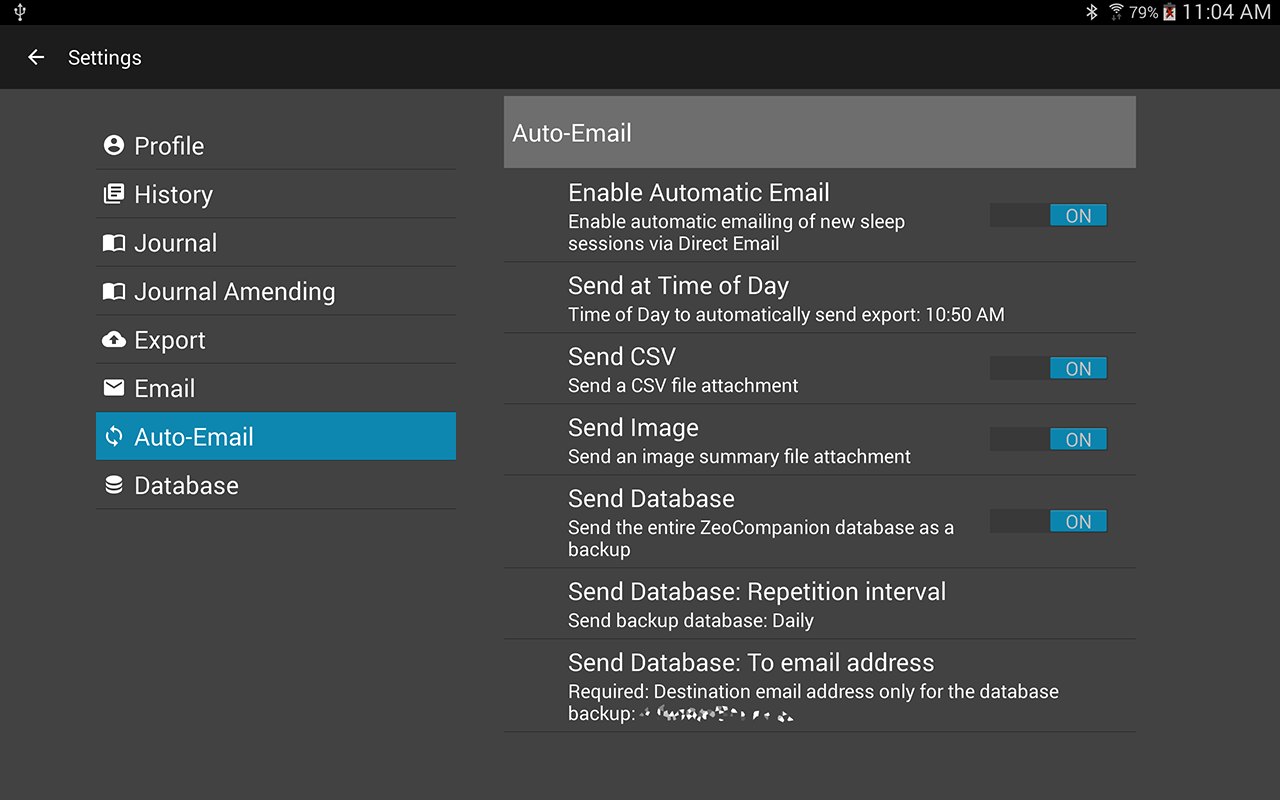 79% 11:04 AM
Settings
Profile
History
Journal
Journal Amending
Export
Email
Auto-Email
Database
Auto-Email
Enable Automatic Email
Enable automatic emailing of new sleep
sessions via Direct Email
ON
Send at Time of Day
Time of Day to automatically send export: 10:50 AM
Send CSV
Send a CSV file attachment
ON
Send Image
Send an image summary file attachment
ON
Send Database
Send the entire ZeoCompanion database as a
backup
ON
Send Database: Repetition interval
Send backup database: Daily
Send Database: To email address
Required: Destination email address only for the database
backup: